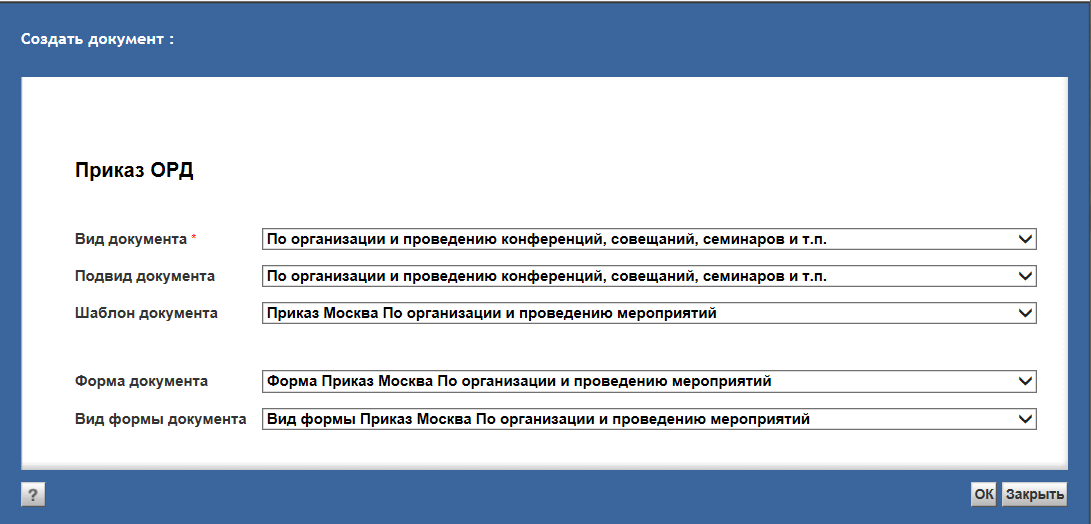 Создать документ :
Приказ ОРД
Вид документа * По организации и проведению конференций, совещаний, семинаров и т.п.
Подвид документа По организации и проведению конференций, совещаний, семинаров и т.п.
Шаблон документа Приказ Москва По организации и проведению мероприятий
Форма документа Форма Приказ Москва По организации и проведению мероприятий
Вид формы документа Вид формы Приказ Москва По организации и проведению мероприятий
? ОК Закрыть